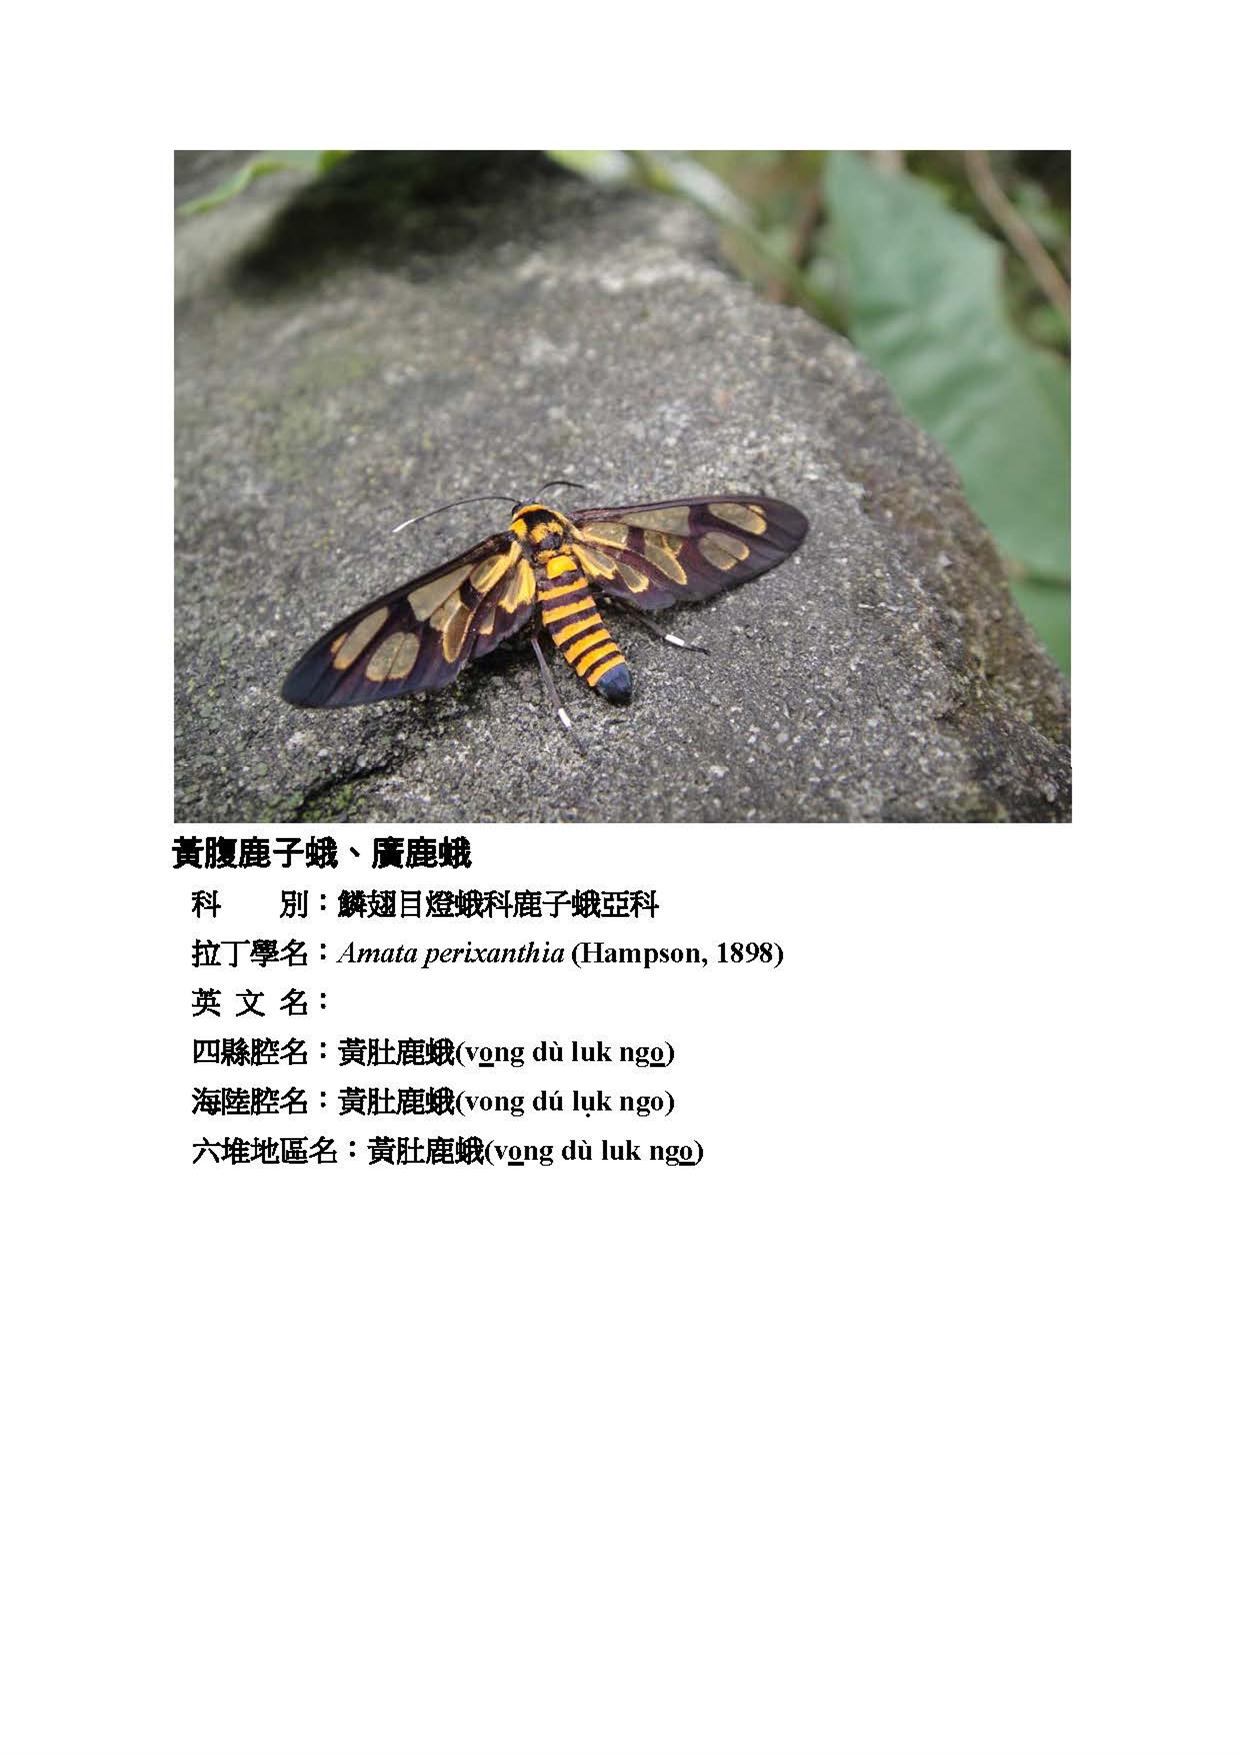 黃腹鹿子蛾、廣鹿蛾
科　　別：鱗翅目燈蛾科鹿子蛾亞科
拉丁學名：Amata perixanthia (Hampson, 1898)
英 文 名：
四縣腔名：黃肚鹿蛾(vo̲ng dù luk ngo̲)
海陸腔名：黃肚鹿蛾(vong dú lụk ngo)
六堆地區名：黃肚鹿蛾(vo̲ng dù luk ngo̲)